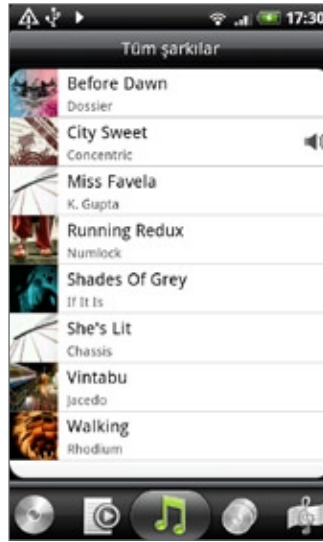 17:30
Tüm şarkılar
Before Dawn
Dossier
City Sweet
Concentric
Miss Favela
K. Gupta
Running Redux
Numlock
Shades Of Grey
If It Is
She's Lit
Chassis
Vintabu
Jacedo
Walking
Rhodium